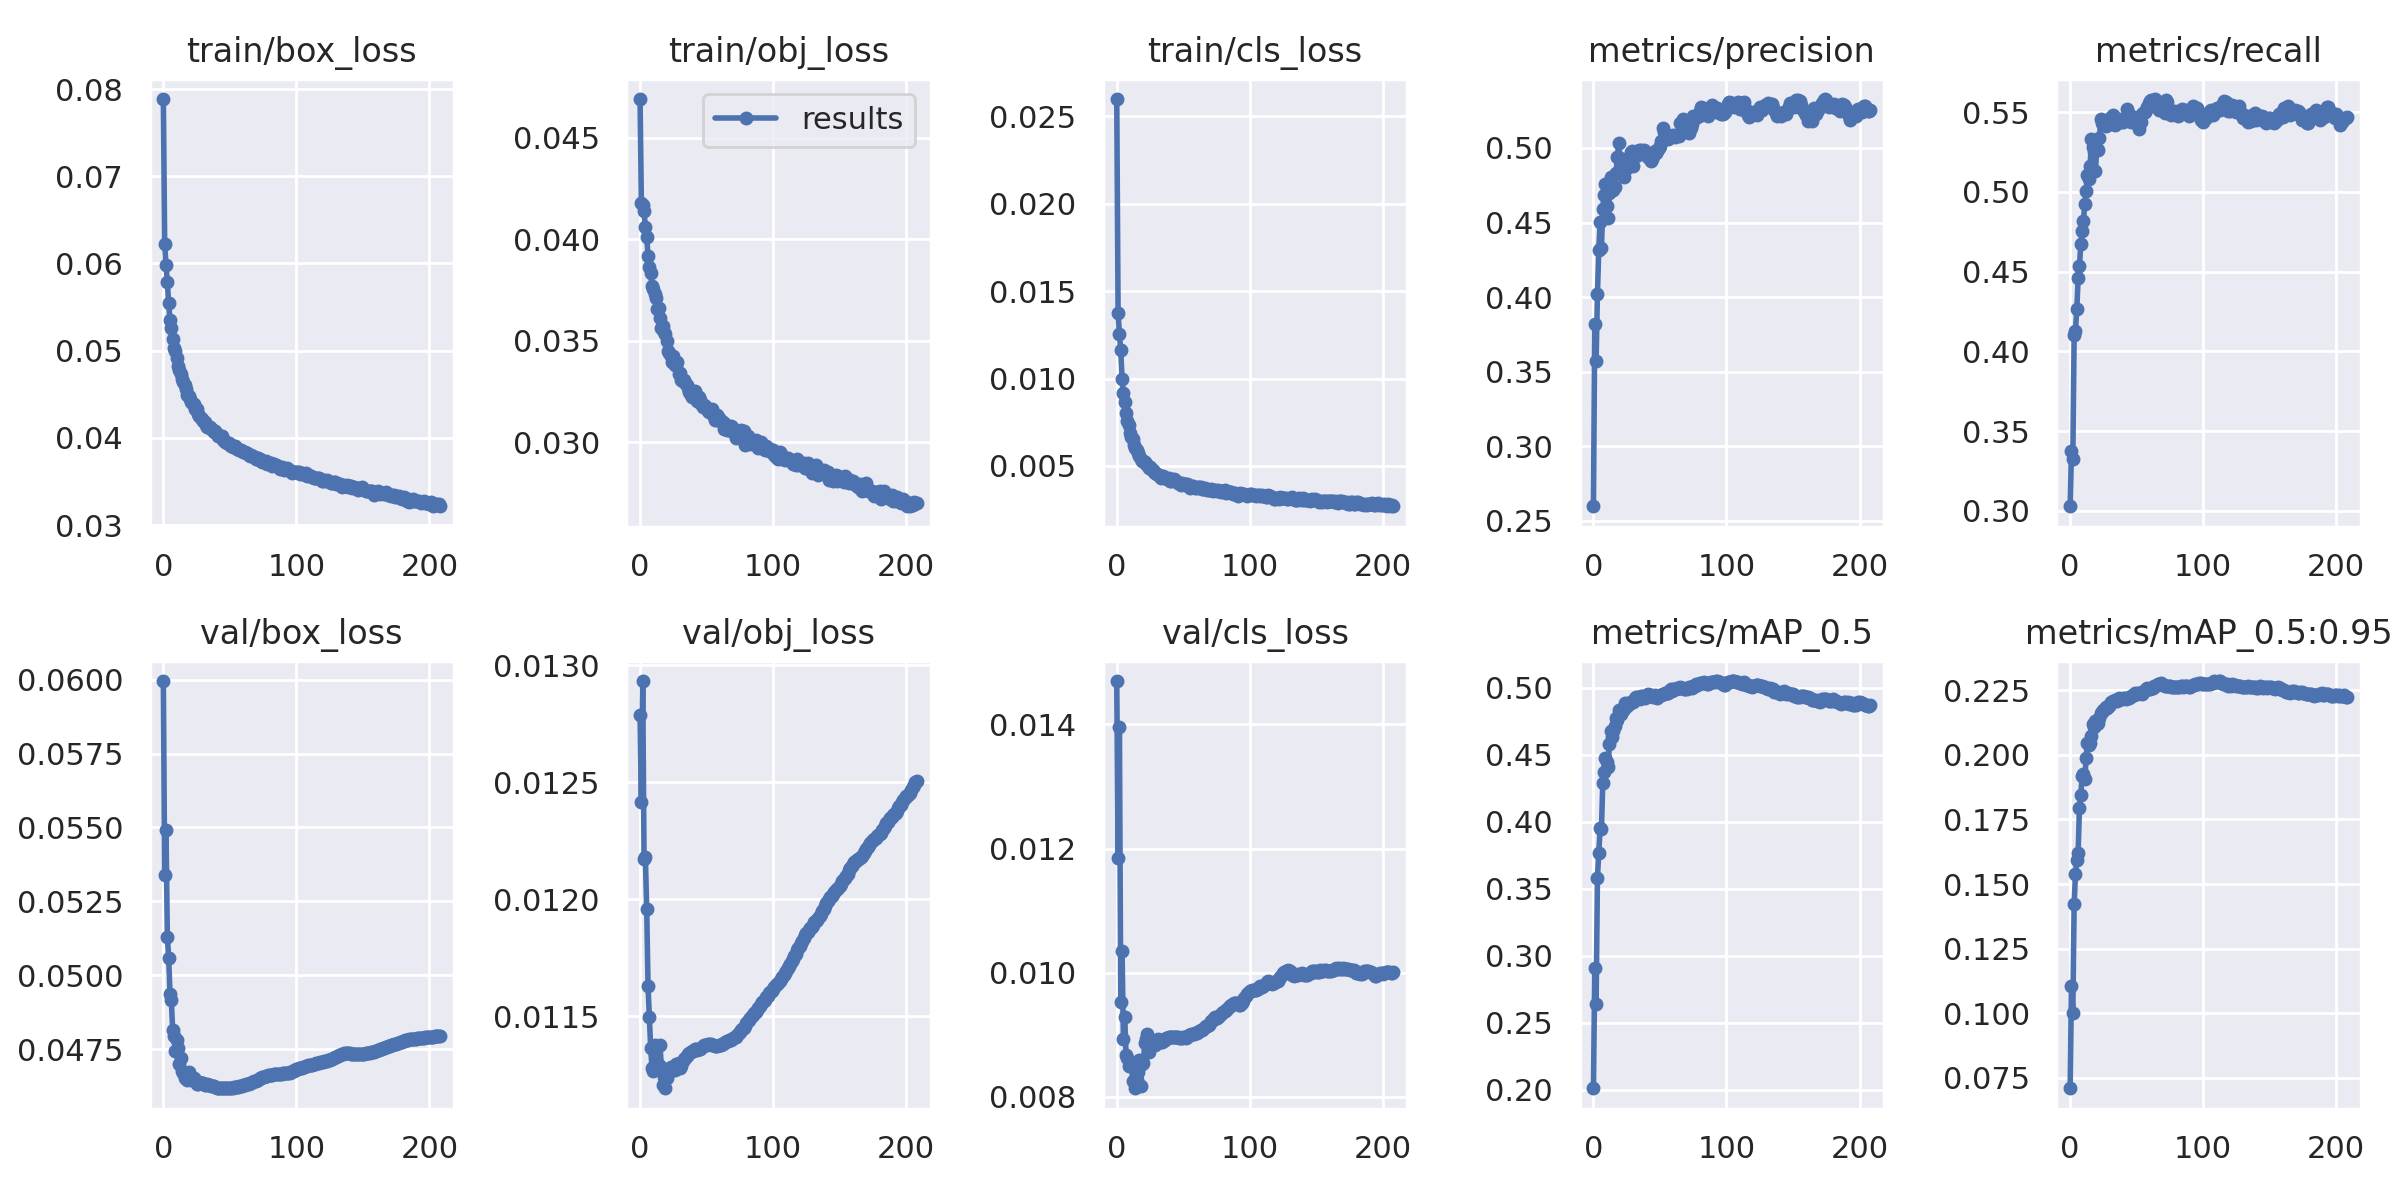 train/box_loss
0.08
0.07
0.06
0.05
0.04
0.03
0 100 200
train/obj_loss
results
0.045
0.040
0.035
0.030
0 100 200
train/cls_loss
0.025
0.020
0.015
0.010
0.005
0 100 200
metrics/precision
0.50
0.45
0.40
0.35
0.30
0.25
0 100 200
metrics/recall
0.55
0.50
0.45
0.40
0.35
0.30
0 100 200
val/box_loss
0.0600
0.0575
0.0550
0.0525
0.0500
0.0475
0 100 200
val/obj_loss
0.0130
0.0125
0.0120
0.0115
0 100 200
val/cls_loss
0.014
0.012
0.010
0.008
0 100 200
metrics/mAP_0.5
0.50
0.45
0.40
0.35
0.30
0.25
0.20
0 100 200
metrics/mAP_0.5:0.95
0.225
0.200
0.175
0.150
0.125
0.100
0.075
0 100 200